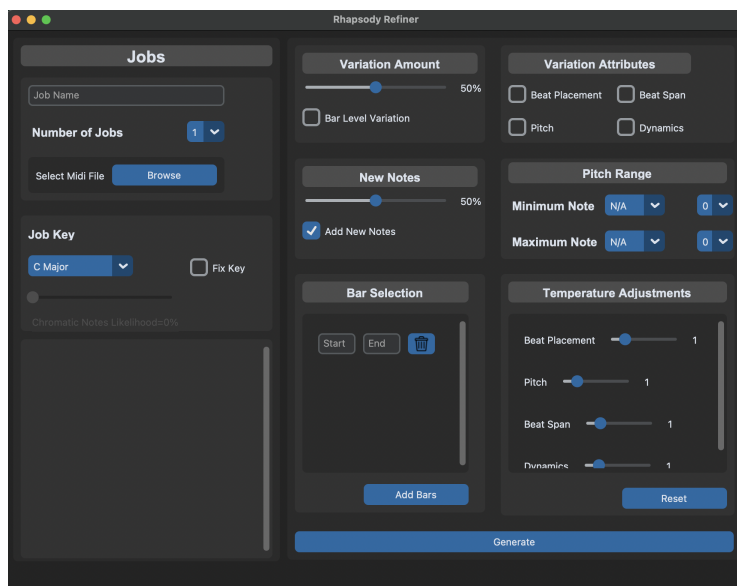 Rhapsody Refiner
Jobs
Job Name
Number of Jobs 1
Select Midi File Browse
Job Key
C Major Fix Key
Chromatic Notes Likelihood=0%
Variation Amount
50%
Bar Level Variation
New Notes
50%
Add New Notes
Bar Selection
Start End
Add Bars
Variation Attributes
Beat Placement Beat Span
Pitch Dynamics
Pitch Range
Minimum Note N/A 0
Maximum Note N/A 0
Temperature Adjustments
Beat Placement 1
Pitch 1
Beat Span 1
Dynamics 1
Reset
Generate